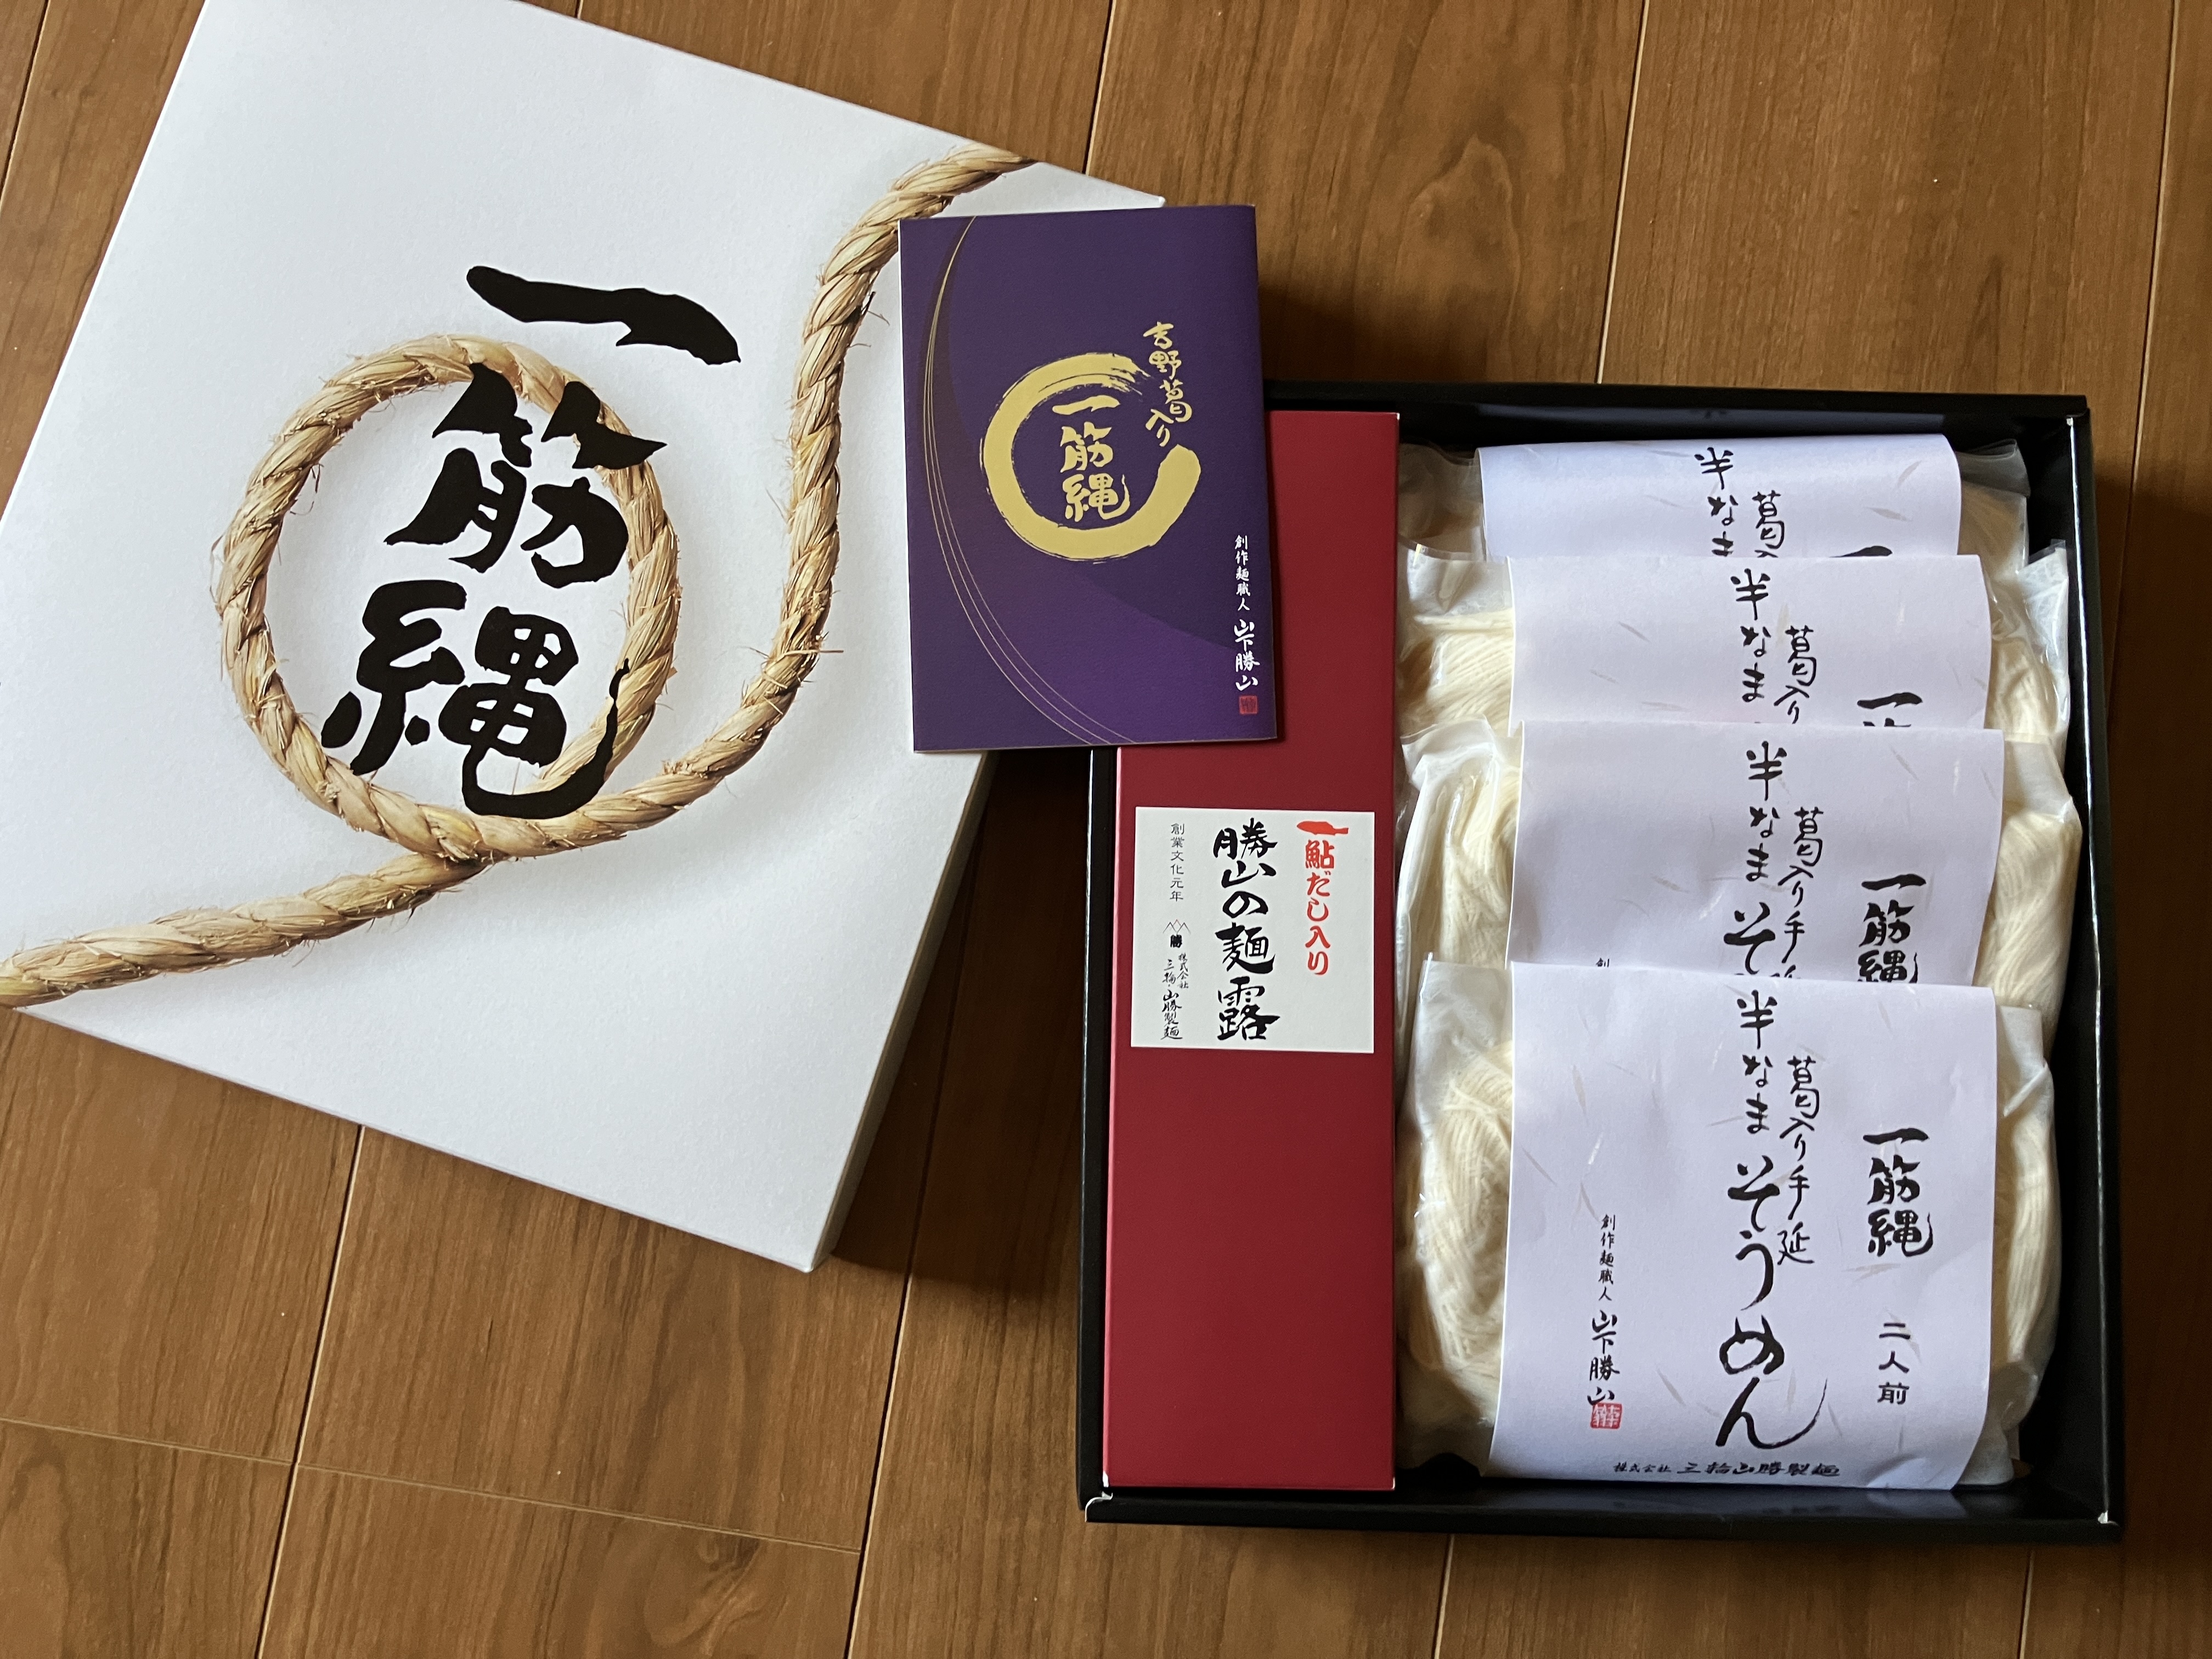 一筋縄
吉野葛入り
一筋縄
創作麺職人 山下勝山
一鮎だし入り
勝山の麺露
創業文化元年
勝
株式会社
三輪山勝製麺
葛
半なま
一
葛入り
半なま
一筋縄
葛入り手延
半なまそ
創
一筋縄
二人前
葛入り手延
半なまそうめん
創作麺職人 山下勝山
株式会社 三輪山勝製麺